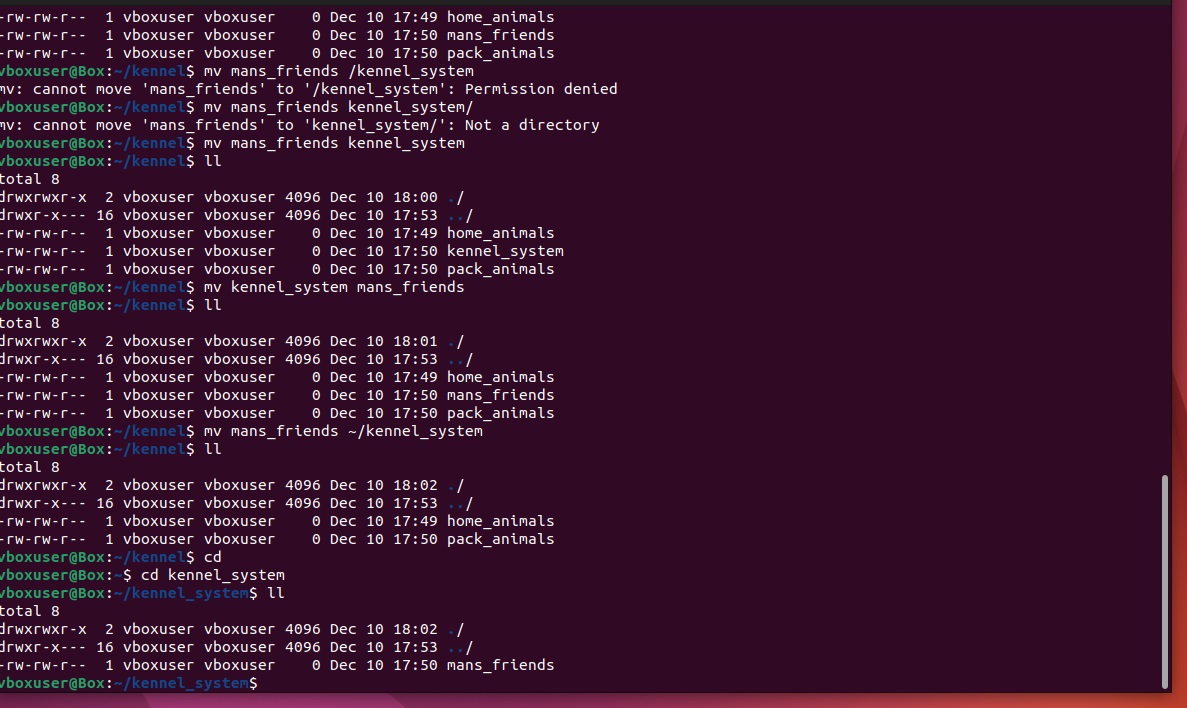 -rw-rw-r--  1 vboxuser vboxuser    0 Dec 10 17:49 home_animals
-rw-rw-r--  1 vboxuser vboxuser    0 Dec 10 17:50 mans_friends
-rw-rw-r--  1 vboxuser vboxuser    0 Dec 10 17:50 pack_animals
vboxuser@Box:~/kennel$ mv mans_friends /kennel_system
mv: cannot move 'mans_friends' to '/kennel_system': Permission denied
vboxuser@Box:~/kennel$ mv mans_friends kennel_system/
mv: cannot move 'mans_friends' to 'kennel_system/': Not a directory
vboxuser@Box:~/kennel$ mv mans_friends kennel_system
vboxuser@Box:~/kennel$ ll
total 8
drwxrwxr-x  2 vboxuser vboxuser 4096 Dec 10 18:00 ./
drwxr-x--- 16 vboxuser vboxuser 4096 Dec 10 17:53 ../
-rw-rw-r--  1 vboxuser vboxuser    0 Dec 10 17:49 home_animals
-rw-rw-r--  1 vboxuser vboxuser    0 Dec 10 17:50 kennel_system
-rw-rw-r--  1 vboxuser vboxuser    0 Dec 10 17:50 pack_animals
vboxuser@Box:~/kennel$ mv kennel_system mans_friends
vboxuser@Box:~/kennel$ ll
total 8
drwxrwxr-x  2 vboxuser vboxuser 4096 Dec 10 18:01 ./
drwxr-x--- 16 vboxuser vboxuser 4096 Dec 10 17:53 ../
-rw-rw-r--  1 vboxuser vboxuser    0 Dec 10 17:49 home_animals
-rw-rw-r--  1 vboxuser vboxuser    0 Dec 10 17:50 mans_friends
-rw-rw-r--  1 vboxuser vboxuser    0 Dec 10 17:50 pack_animals
vboxuser@Box:~/kennel$ mv mans_friends ~/kennel_system
vboxuser@Box:~/kennel$ ll
total 8
drwxrwxr-x  2 vboxuser vboxuser 4096 Dec 10 18:02 ./
drwxr-x--- 16 vboxuser vboxuser 4096 Dec 10 17:53 ../
-rw-rw-r--  1 vboxuser vboxuser    0 Dec 10 17:49 home_animals
-rw-rw-r--  1 vboxuser vboxuser    0 Dec 10 17:50 pack_animals
vboxuser@Box:~/kennel$ cd
vboxuser@Box:~$ cd kennel_system
vboxuser@Box:~/kennel_system$ ll
total 8
drwxrwxr-x  2 vboxuser vboxuser 4096 Dec 10 18:02 ./
drwxr-x--- 16 vboxuser vboxuser 4096 Dec 10 17:53 ../
-rw-rw-r--  1 vboxuser vboxuser    0 Dec 10 17:50 mans_friends
vboxuser@Box:~/kennel_system$